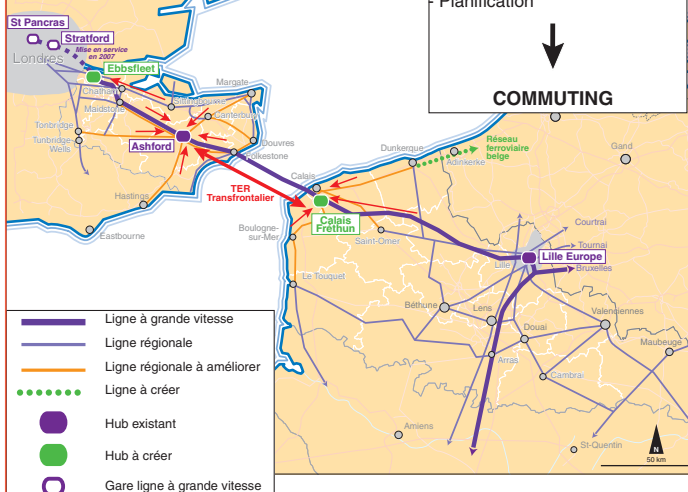 - Planification
COMMUTING
St Pancras
Stratford
Mise en service
en 2007
Londres
Ebbsfleet
Chatham
Sittingbourne
Margate
Maidstone
Canterbury
Tonbridge
Tunbridge-
Wells
Ashford
Douvres
Folkestone
Hastings
Eastbourne
TER
Transfrontalier
Calais
Calais
Fréthun
Dunkerque
Adinkerke
Réseau
ferroviaire
belge
Gand
Boulogne-
sur-Mer
Saint-Omer
Courtrai
Tournai
Lille
Lille Europe
Bruxelles
Le Touquet
Béthune
Lens
Douai
Valenciennes
Maubeuge
Arras
Cambrai
Amiens
St-Quentin
N
50 km
Ligne à grande vitesse
Ligne régionale
Ligne régionale à améliorer
Ligne à créer
Hub existant
Hub à créer
Gare ligne à grande vitesse